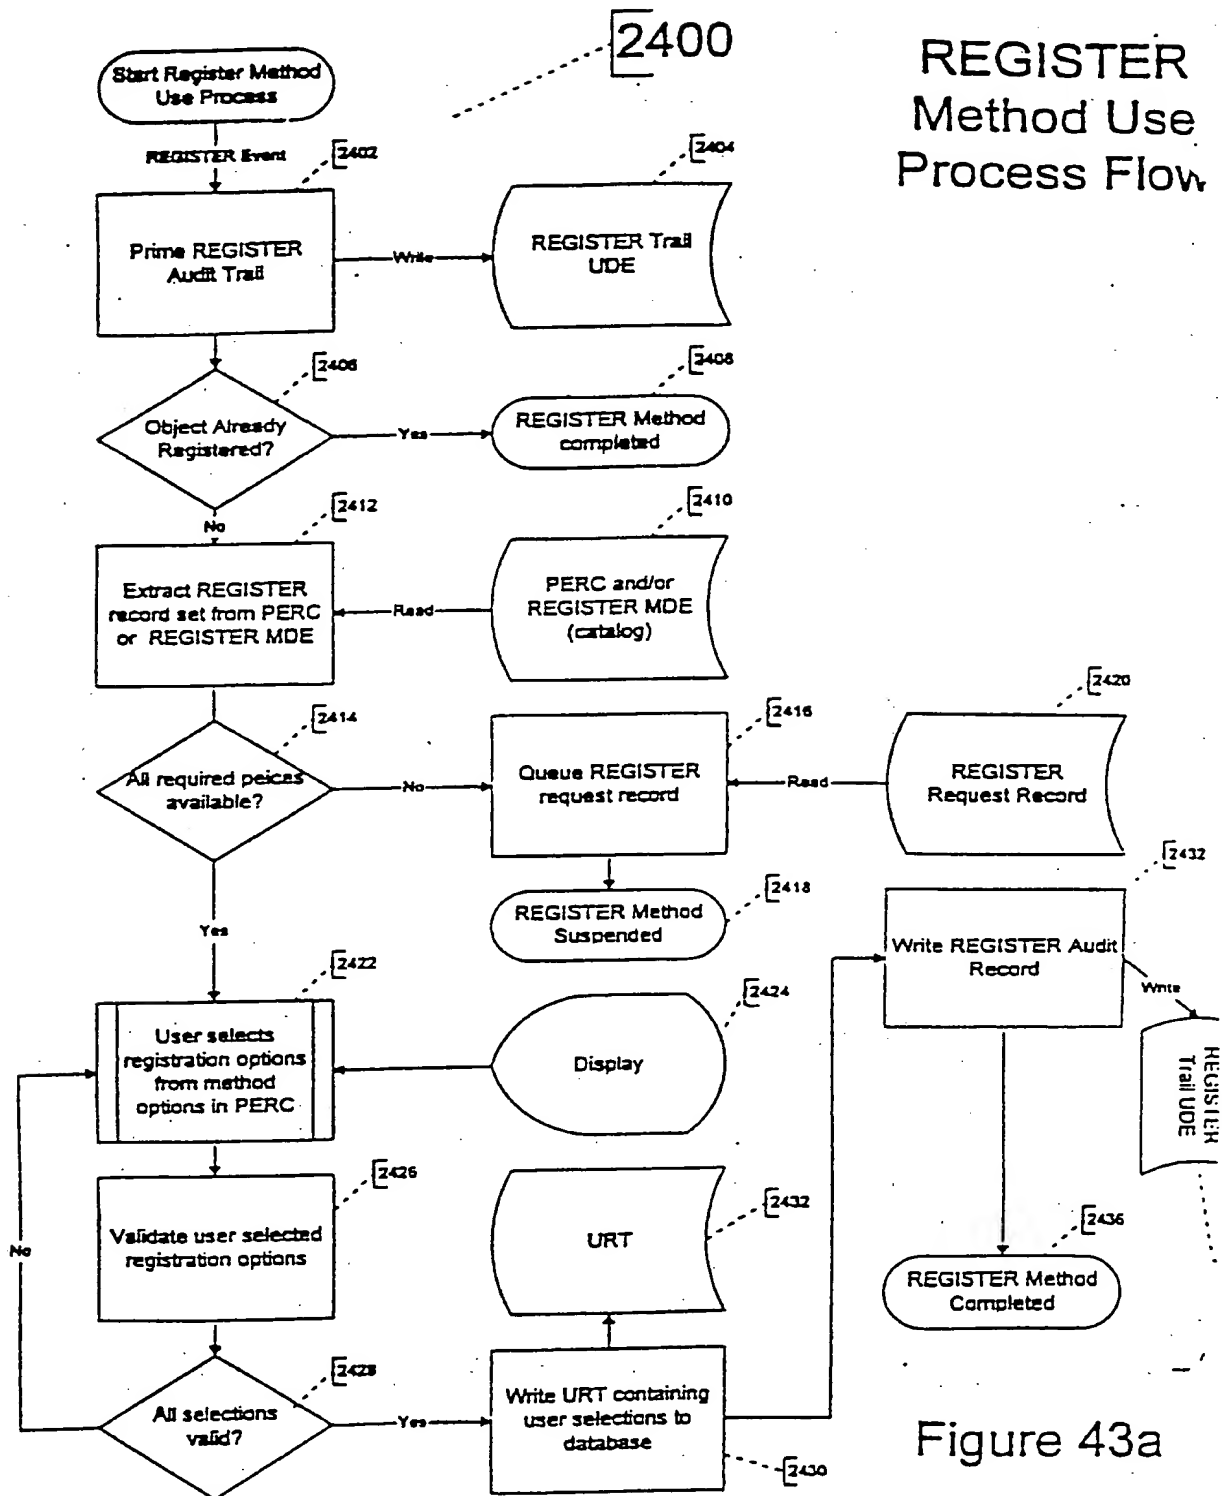 2400
REGISTER
Method Use
Process Flow
Start Register Method
Use Process
REGISTER Event
2402
Prime REGISTER
Audit Trail
Write
2404
REGISTER Trail
UDE
2406
Object Already
Registered?
Yes
2408
REGISTER Method
completed
No
2412
Extract REGISTER
record set from PERC
or REGISTER MDE
Read
2410
PERC and/or
REGISTER MDE
(catalog)
2414
All required peices
available?
No
2416
Queue REGISTER
request record
Read
2420
REGISTER
Request Record
2418
REGISTER Method
Suspended
Yes
2422
User selects
registration options
from method
options in PERC
2424
Display
2426
Validate user selected
registration options
No
2428
All selections
valid?
Yes
2430
Write URT containing
user selections to
database
2432
URT
2432
Write REGISTER Audit
Record
Write
REGISTER
Trail UDE
2436
REGISTER Method
Completed
Figure 43a